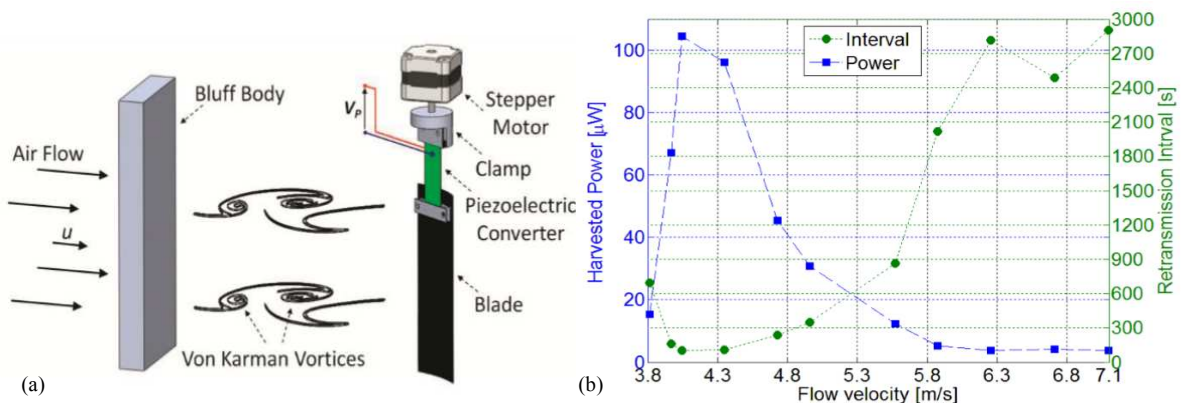 Bluff Body
Air Flow
u
Von Karman Vortices
V_P
Stepper
Motor
Clamp
Piezoelectric
Converter
Blade
(a)
Harvested Power [μW]
100
80
60
40
20
0
Interval
Power
3000
2700
2400
2100
1800
1500
1200
900
600
300
0
Retransmission Intrval [s]
3.8 4.3 4.8 5.3 5.8 6.3 6.8 7.1
Flow velocity [m/s]
(b)